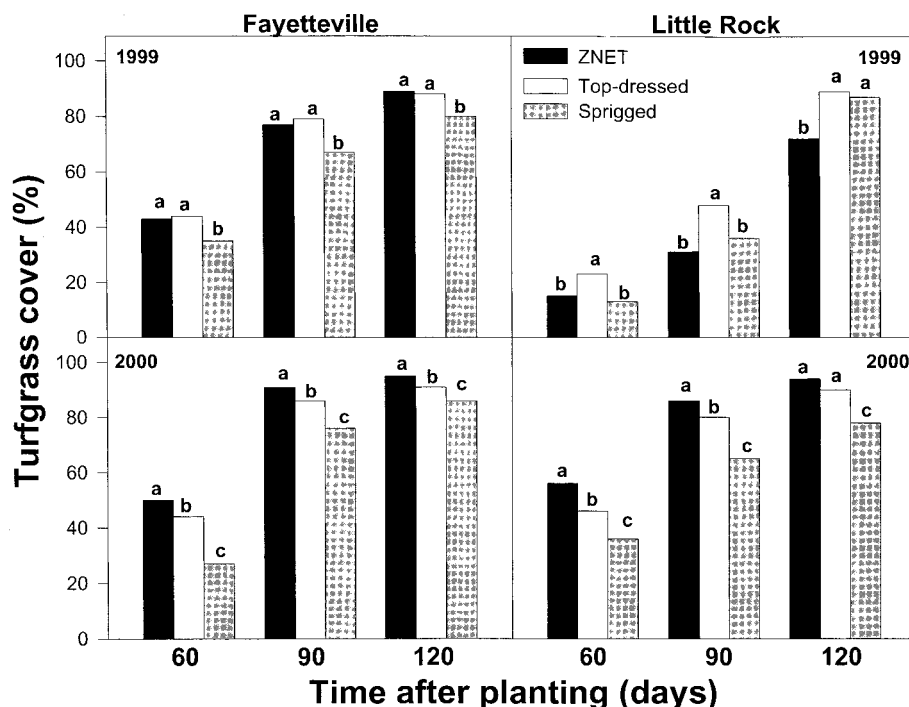 Fayetteville
Little Rock
Turfgrass cover (%)
100
80
60
40
20
0
1999
a a b
a a b
a a b
ZNET
Top-dressed
Sprigged
1999
b a b
b a b
b a a
100
80
60
40
20
0
2000
a b c
a b c
a b c
2000
a b c
a b c
a a c
60 90 120
60 90 120
Time after planting (days)